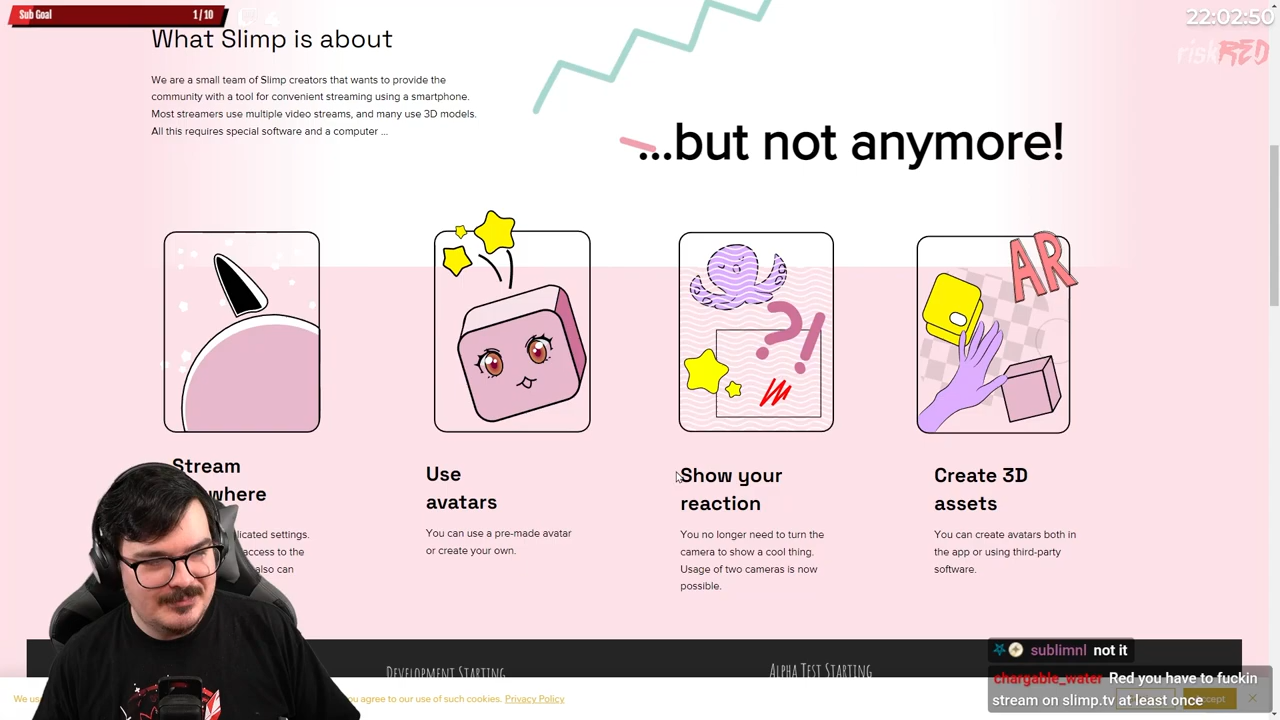 Sub Goal
1/10
22:02:50
riskRED
What Slimp is about
We are a small team of Slimp creators that wants to provide the
community with a tool for convenient streaming using a smartphone.
Most streamers use multiple video streams, and many use 3D models.
All this requires special software and a computer ...
...but not anymore!
?!
AR
Stream
where
licated settings.
access to the
also can
Use
avatars
You can use a pre-made avatar
or create your own.
Show your
reaction
You no longer need to turn the
camera to show a cool thing.
Usage of two cameras is now
possible.
Create 3D
assets
You can create avatars both in
the app or using third-party
software.
Development Starting
Alpha Test Starting
sublimnl not it
chargable_water Red you have to fuckin
stream on slimp.tv at least once
We us
you agree to our use of such cookies. Privacy Policy
Accept